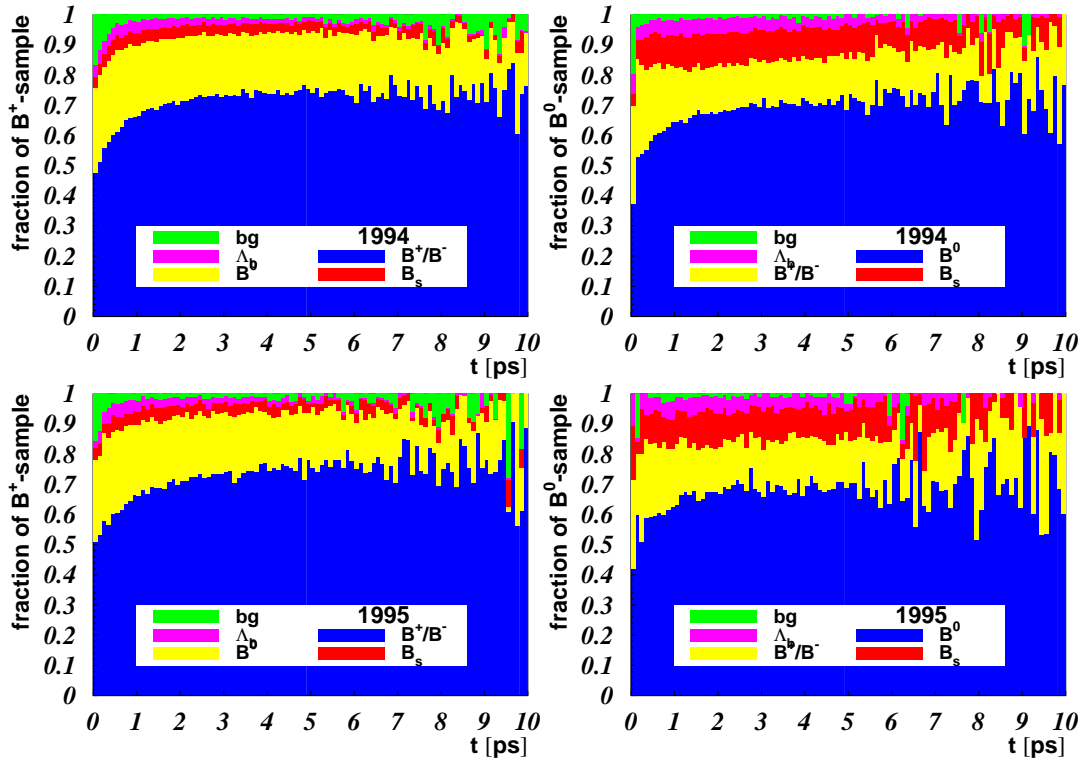 fraction of B⁺-sample
1
0.9
0.8
0.7
0.6
0.5
0.4
0.3
0.2
0.1
0
bg 1994
Λb B⁺/B⁻
B⁰ Bs
0 1 2 3 4 5 6 7 8 9 10
t [ps]
fraction of B⁰-sample
1
0.9
0.8
0.7
0.6
0.5
0.4
0.3
0.2
0.1
0
bg 1994
Λb B⁰
B⁺/B⁻ Bs
0 1 2 3 4 5 6 7 8 9 10
t [ps]
fraction of B⁺-sample
1
0.9
0.8
0.7
0.6
0.5
0.4
0.3
0.2
0.1
0
bg 1995
Λb B⁺/B⁻
B⁰ Bs
0 1 2 3 4 5 6 7 8 9 10
t [ps]
fraction of B⁰-sample
1
0.9
0.8
0.7
0.6
0.5
0.4
0.3
0.2
0.1
0
bg 1995
Λb B⁰
B⁺/B⁻ Bs
0 1 2 3 4 5 6 7 8 9 10
t [ps]